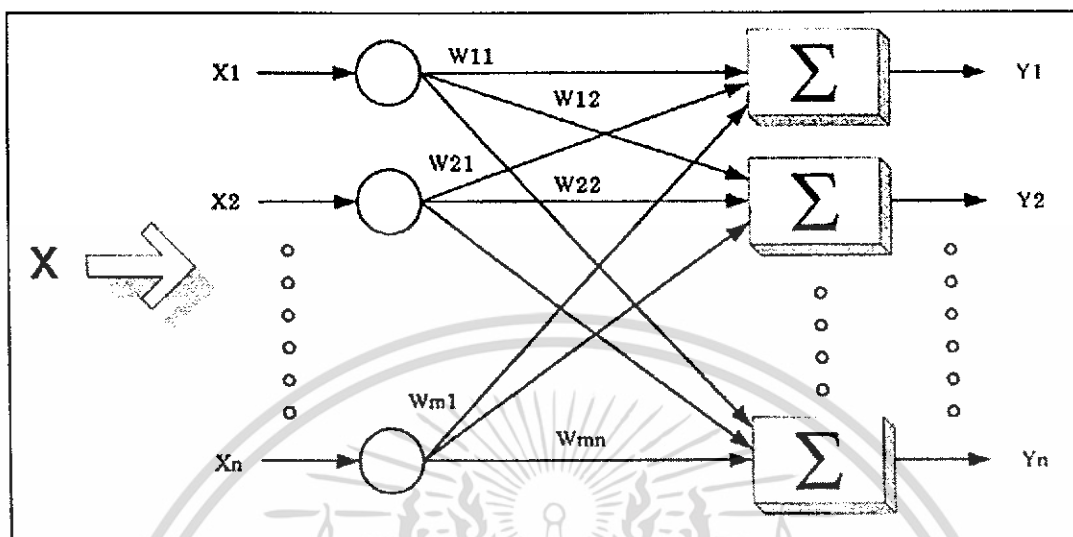 X1 W11 Σ Y1
W12
W21
X2 W22 Σ Y2
X
Wm1
Xn Wmn Σ Yn